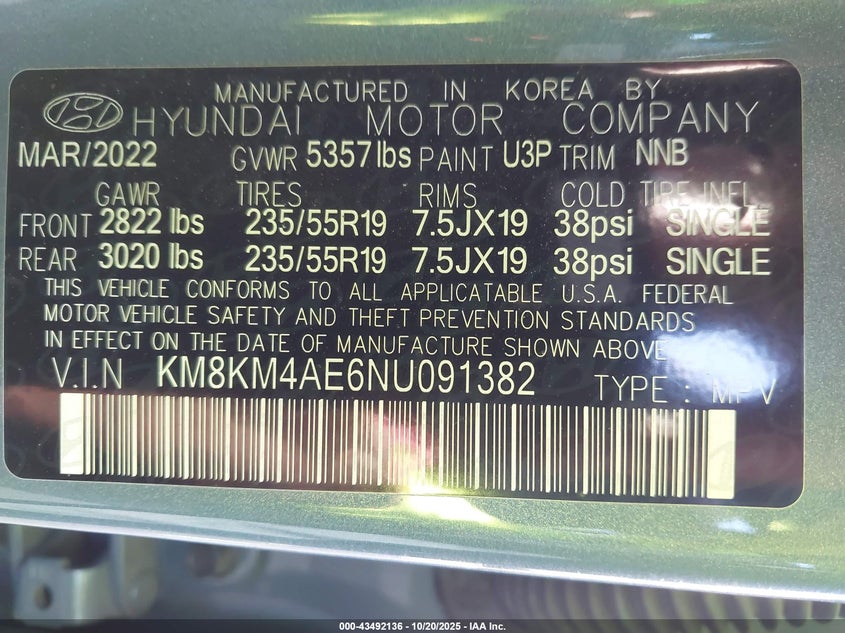 MANUFACTURED IN KOREA BY
HYUNDAI MOTOR COMPANY
MAR/2022 GVWR 5357 lbs PAINT U3P TRIM NNB
GAWR TIRES RIMS COLD TIRE INFL.
FRONT 2822 lbs 235/55R19 7.5JX19 38psi SINGLE
REAR 3020 lbs 235/55R19 7.5JX19 38psi SINGLE
THIS VEHICLE CONFORMS TO ALL APPLICATABLE U.S.A. FEDERAL
MOTOR VEHICLE SAFETY AND THEFT PREVENTION STANDARDS
IN EFFECT ON THE DATE OF MANUFACTURE SHOWN ABOVE
V.I.N KM8KM4AE6NU091382 TYPE : MPV
000-43492136 - 10/20/2025 - IAA Inc.